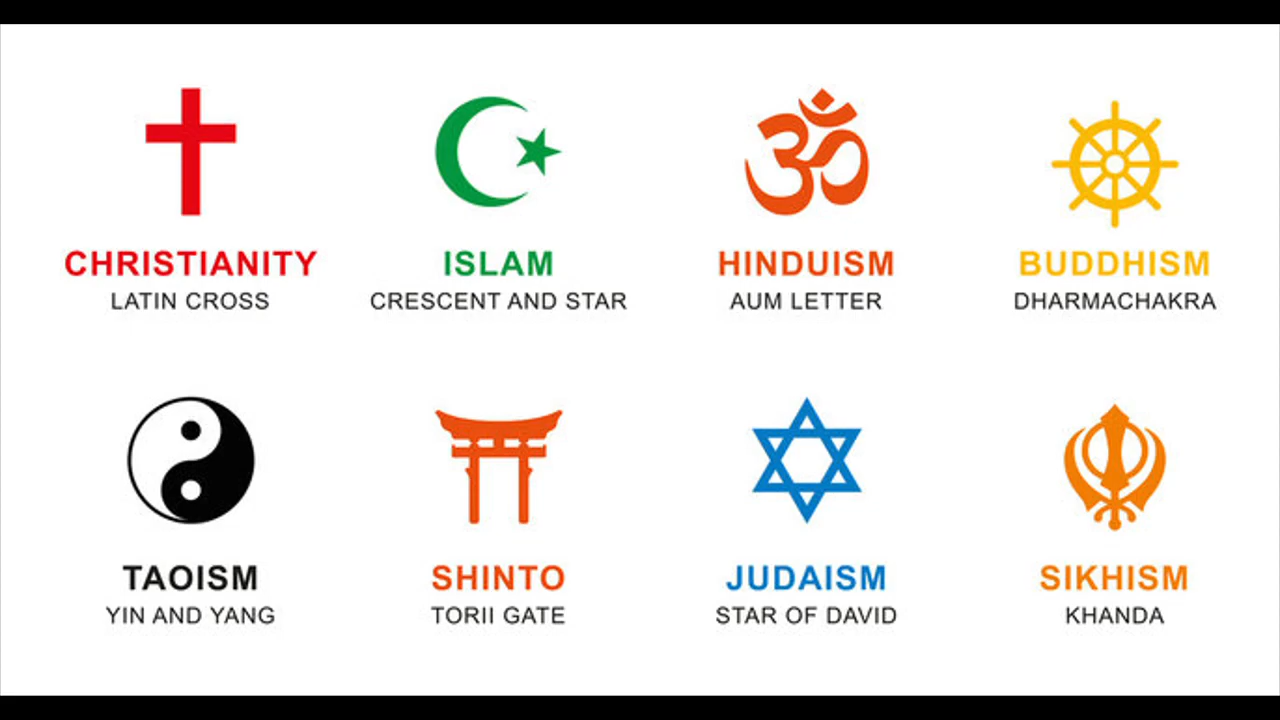 CHRISTIANITY
LATIN CROSS
ISLAM
CRESCENT AND STAR
HINDUISM
AUM LETTER
BUDDHISM
DHARMACHAKRA
TAOISM
YIN AND YANG
SHINTO
TORII GATE
JUDAISM
STAR OF DAVID
SIKHISM
KHANDA